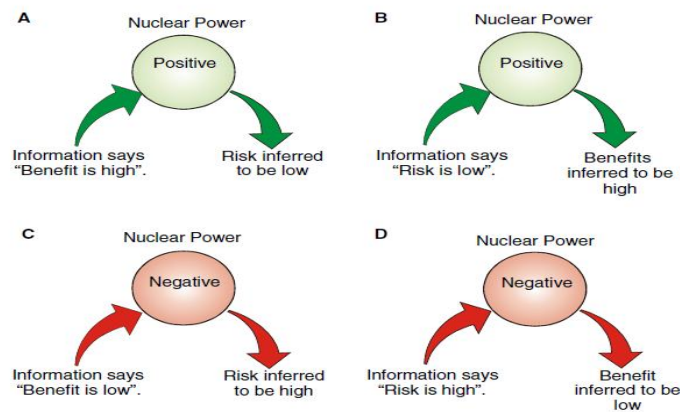 A
Nuclear Power
Positive
Information says
“Benefit is high”.
Risk inferred
to be low
B
Nuclear Power
Positive
Information says
“Risk is low”.
Benefits
inferred to be
high
C
Nuclear Power
Negative
Information says
“Benefit is low”.
Risk inferred
to be high
D
Nuclear Power
Negative
Information says
“Risk is high”.
Benefit
inferred to be
low